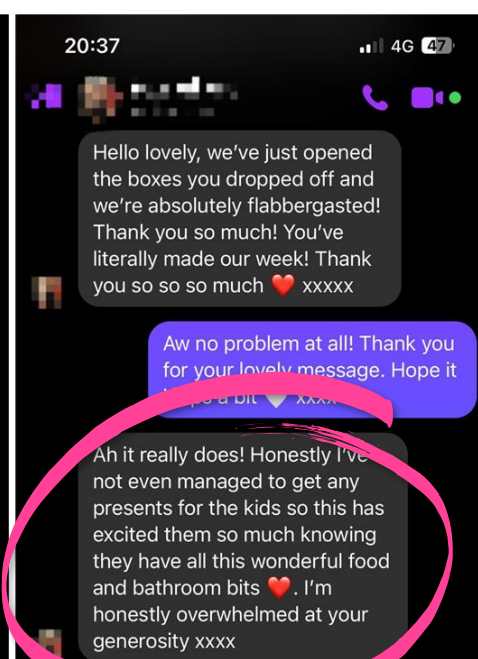 20:37 4G 47
Hello lovely, we've just opened
the boxes you dropped off and
we're absolutely flabbergasted!
Thank you so much! You've
literally made our week! Thank
you so so so much ❤️ xxxxx
Aw no problem at all! Thank you
for your lovely message. Hope it
a bit 🤍 xxxx
Ah it really does! Honestly I've
not even managed to get any
presents for the kids so this has
excited them so much knowing
they have all this wonderful food
and bathroom bits ❤️. I'm
honestly overwhelmed at your
generosity xxxx